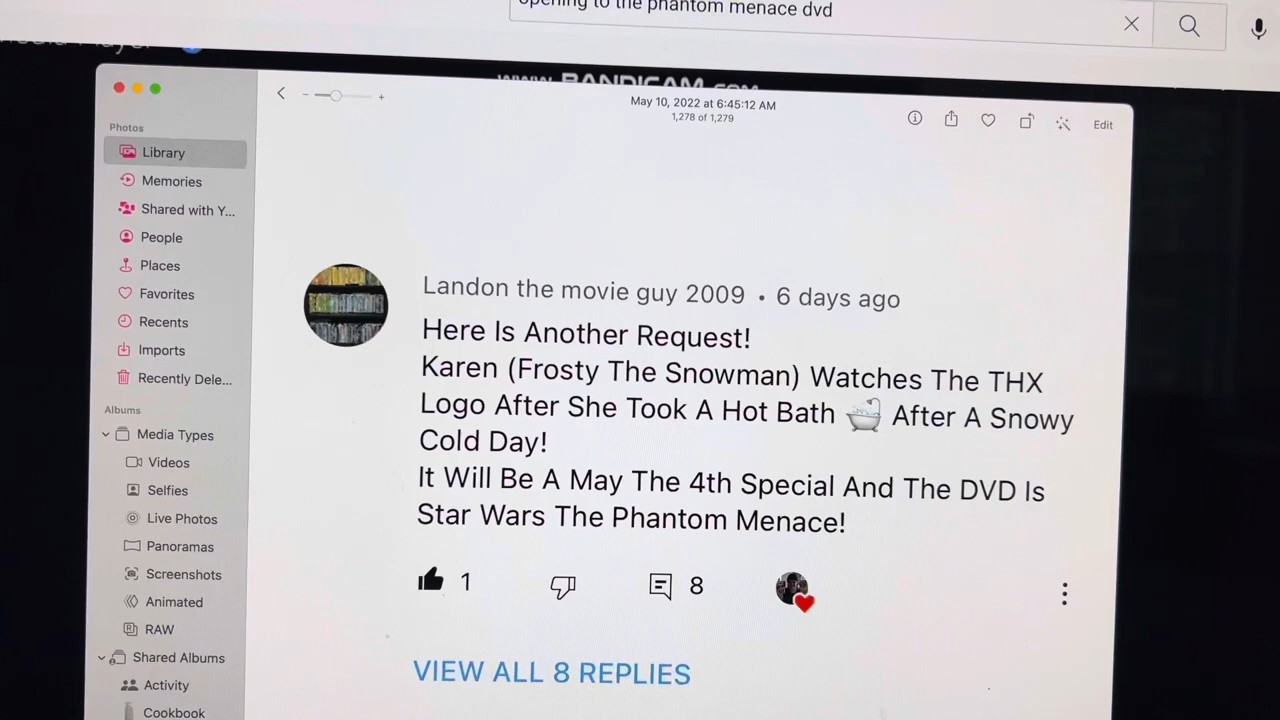 opening to the phantom menace dvd
WWW.BANDICAM.COM
May 10, 2022 at 6:45:12 AM
1,278 of 1,279
Edit
Photos
Library
Memories
Shared with Y...
People
Places
Favorites
Recents
Imports
Recently Dele...
Albums
Media Types
Videos
Selfies
Live Photos
Panoramas
Screenshots
Animated
RAW
Shared Albums
Activity
Cookbook
Landon the movie guy 2009 • 6 days ago
Here Is Another Request!
Karen (Frosty The Snowman) Watches The THX
Logo After She Took A Hot Bath 🛁 After A Snowy
Cold Day!
It Will Be A May The 4th Special And The DVD Is
Star Wars The Phantom Menace!
1
8
VIEW ALL 8 REPLIES